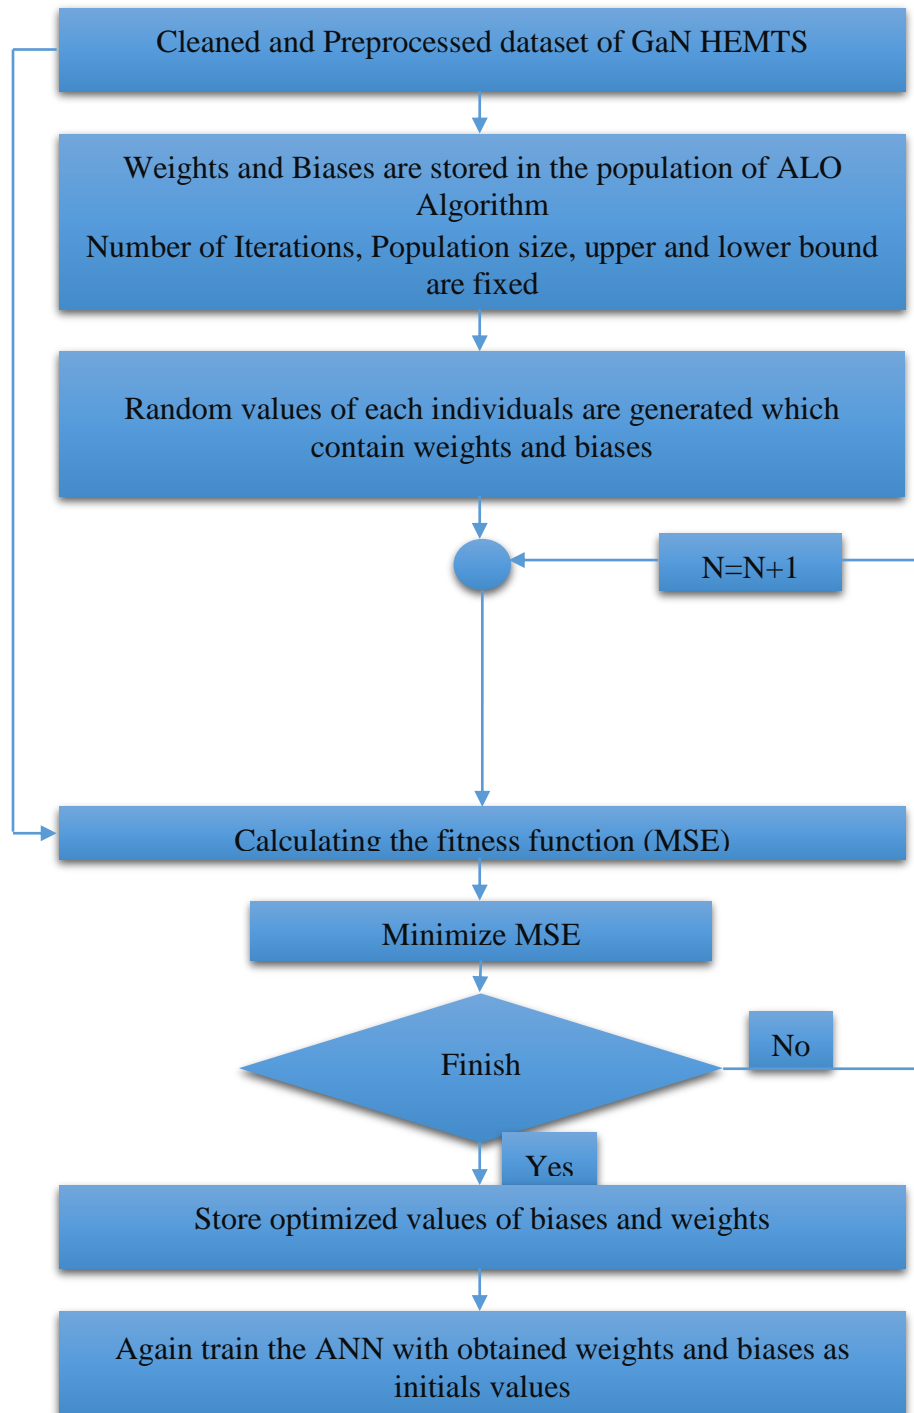 Cleaned and Preprocessed dataset of GaN HEMTS
Weights and Biases are stored in the population of ALO
Algorithm
Number of Iterations, Population size, upper and lower bound
are fixed
Random values of each individuals are generated which
contain weights and biases
N=N+1
Calculating the fitness function (MSE)
Minimize MSE
Finish
No
Yes
Store optimized values of biases and weights
Again train the ANN with obtained weights and biases as
initials values